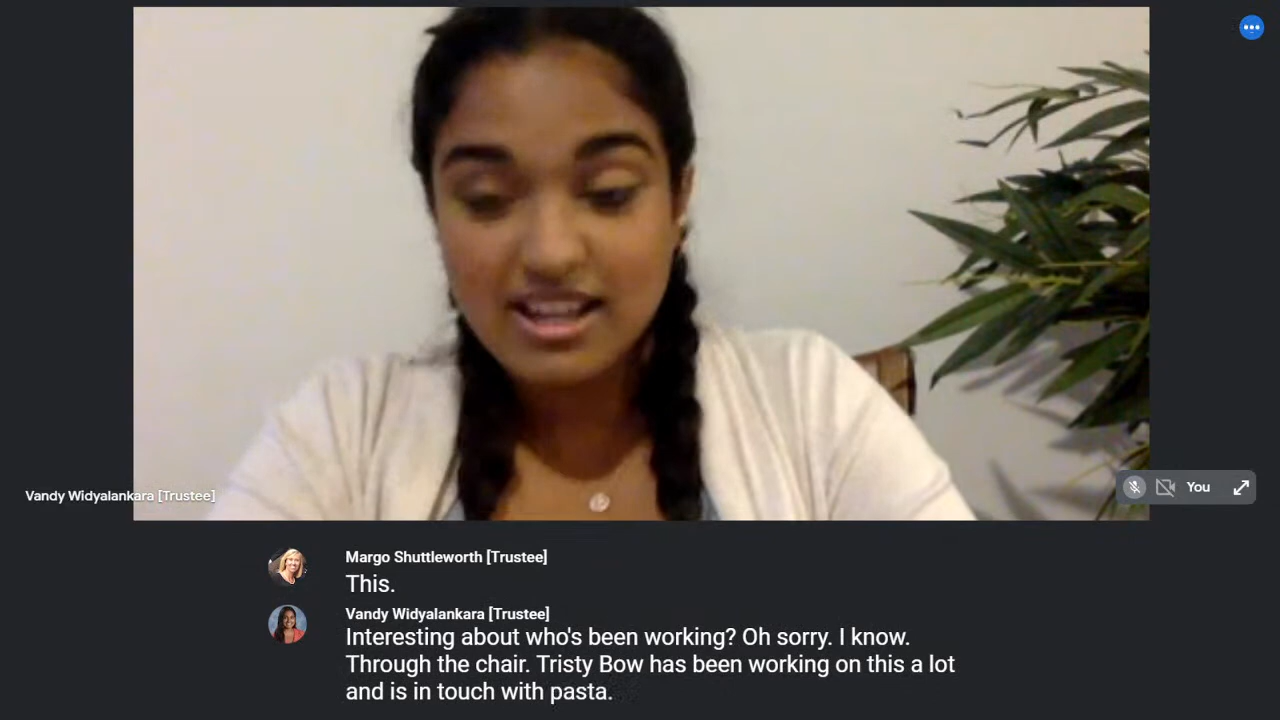 Vandy Widyalankara [Trustee]
You
Margo Shuttleworth [Trustee]
This.
Vandy Widyalankara [Trustee]
Interesting about who's been working? Oh sorry. I know.
Through the chair. Tristy Bow has been working on this a lot
and is in touch with pasta.